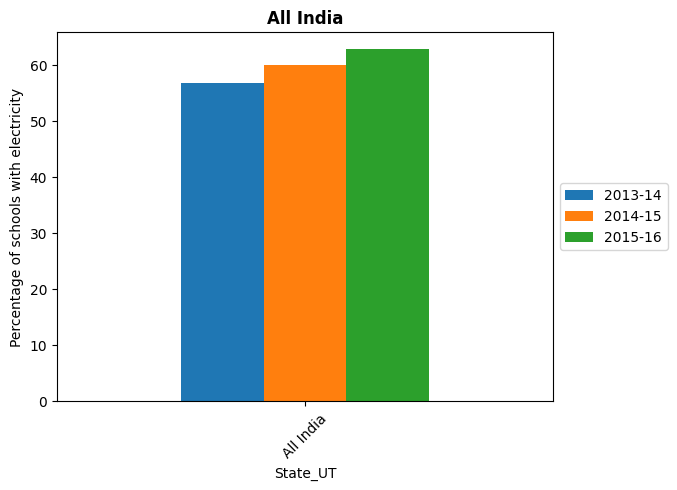 All India
Percentage of schools with electricity
60
50
40
30
20
10
0
All India
State_UT
2013-14
2014-15
2015-16